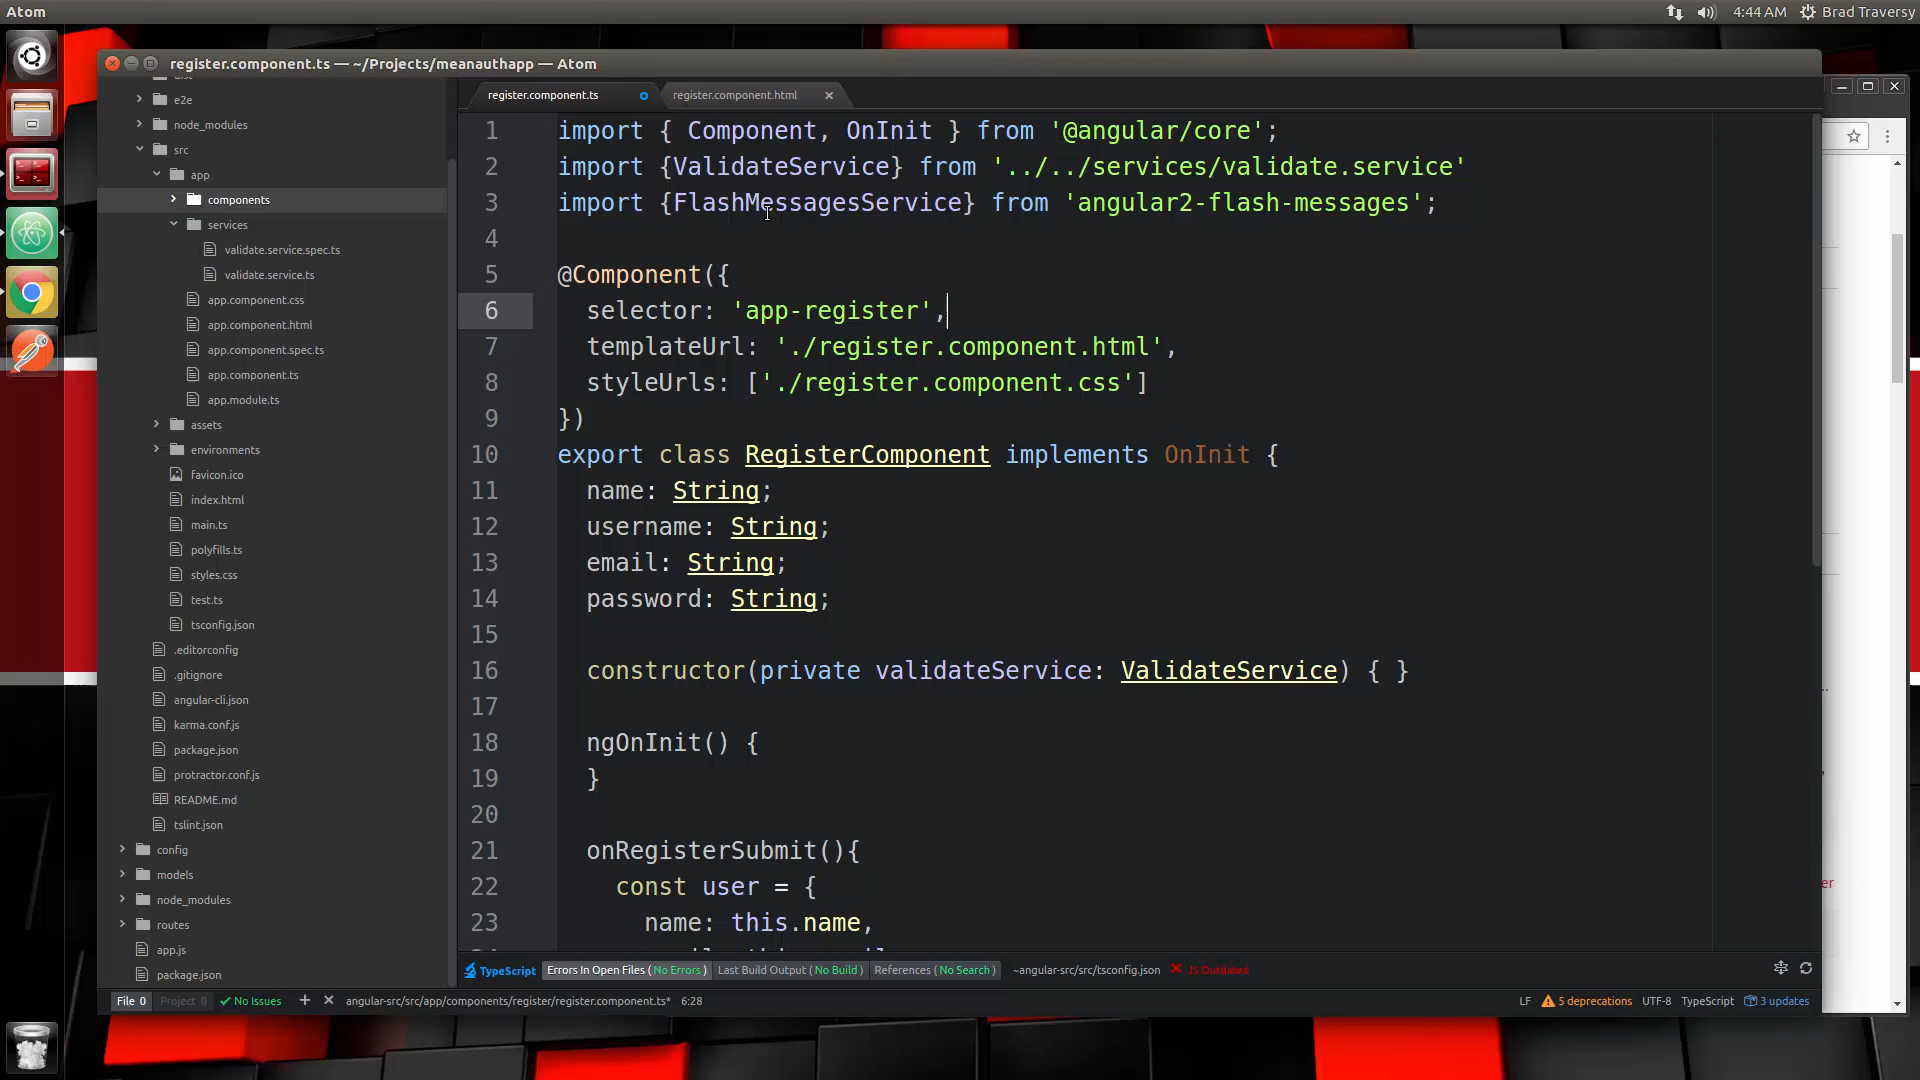 Atom
4:44 AM
Brad Traversy
register.component.ts — ~/Projects/meanauthapp — Atom
e2e
node_modules
src
app
components
services
validate.service.spec.ts
validate.service.ts
app.component.css
app.component.html
app.component.spec.ts
app.component.ts
app.module.ts
assets
environments
favicon.ico
index.html
main.ts
polyfills.ts
styles.css
test.ts
tsconfig.json
.editorconfig
.gitignore
angular-cli.json
karma.conf.js
package.json
protractor.conf.js
README.md
tslint.json
config
models
node_modules
routes
app.js
package.json
register.component.ts
register.component.html
1 import { Component, OnInit } from '@angular/core';
2 import {ValidateService} from '../../services/validate.service'
3 import {FlashMessagesService} from 'angular2-flash-messages';
4
5 @Component({
6 selector: 'app-register',
7 templateUrl: './register.component.html',
8 styleUrls: ['./register.component.css']
9 })
10 export class RegisterComponent implements OnInit {
11 name: String;
12 username: String;
13 email: String;
14 password: String;
15
16 constructor(private validateService: ValidateService) { }
17
18 ngOnInit() {
19 }
20
21 onRegisterSubmit(){
22 const user = {
23 name: this.name,
TypeScript Errors In Open Files ( No Errors ) Last Build Output ( No Build ) References ( No Search ) ~angular-src/src/tsconfig.json JS Outdated
File 0 Project 0 No Issues + angular-src/src/app/components/register/register.component.ts* 6:28
LF 5 deprecations UTF-8 TypeScript 3 updates
er